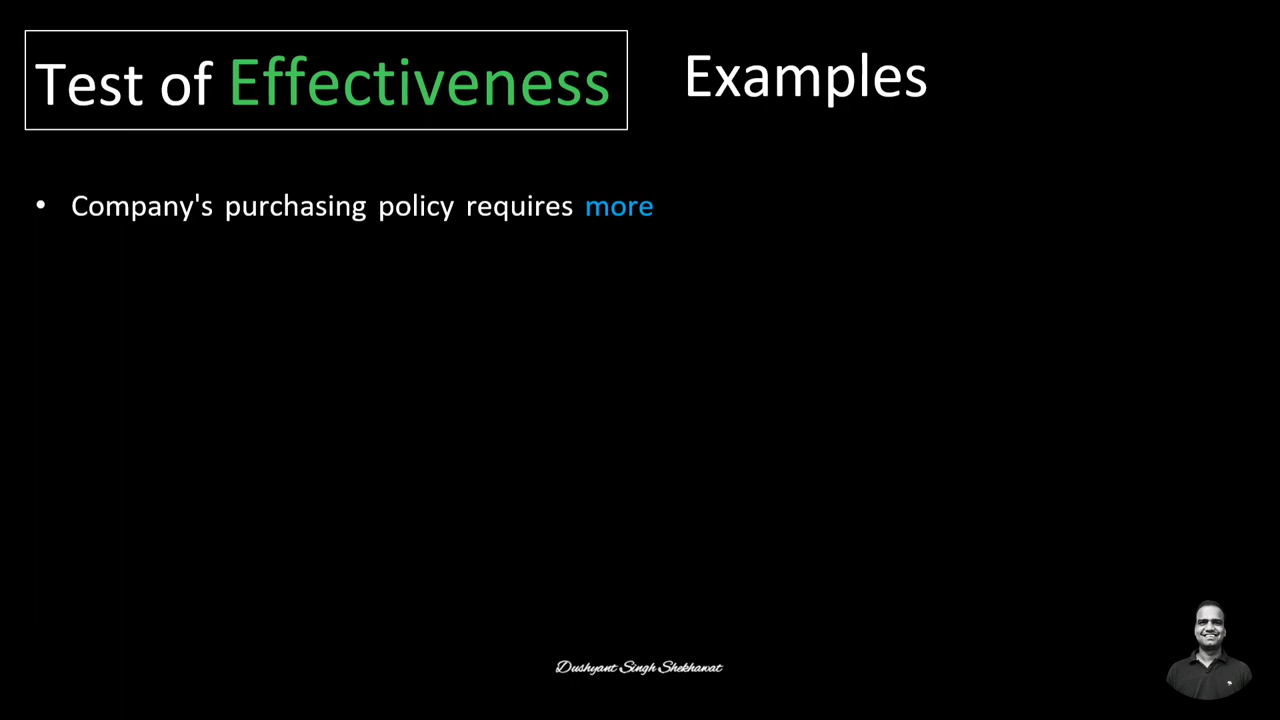 Test of Effectiveness
Examples
• Company's purchasing policy requires more
Dushyant Singh Shekhawat